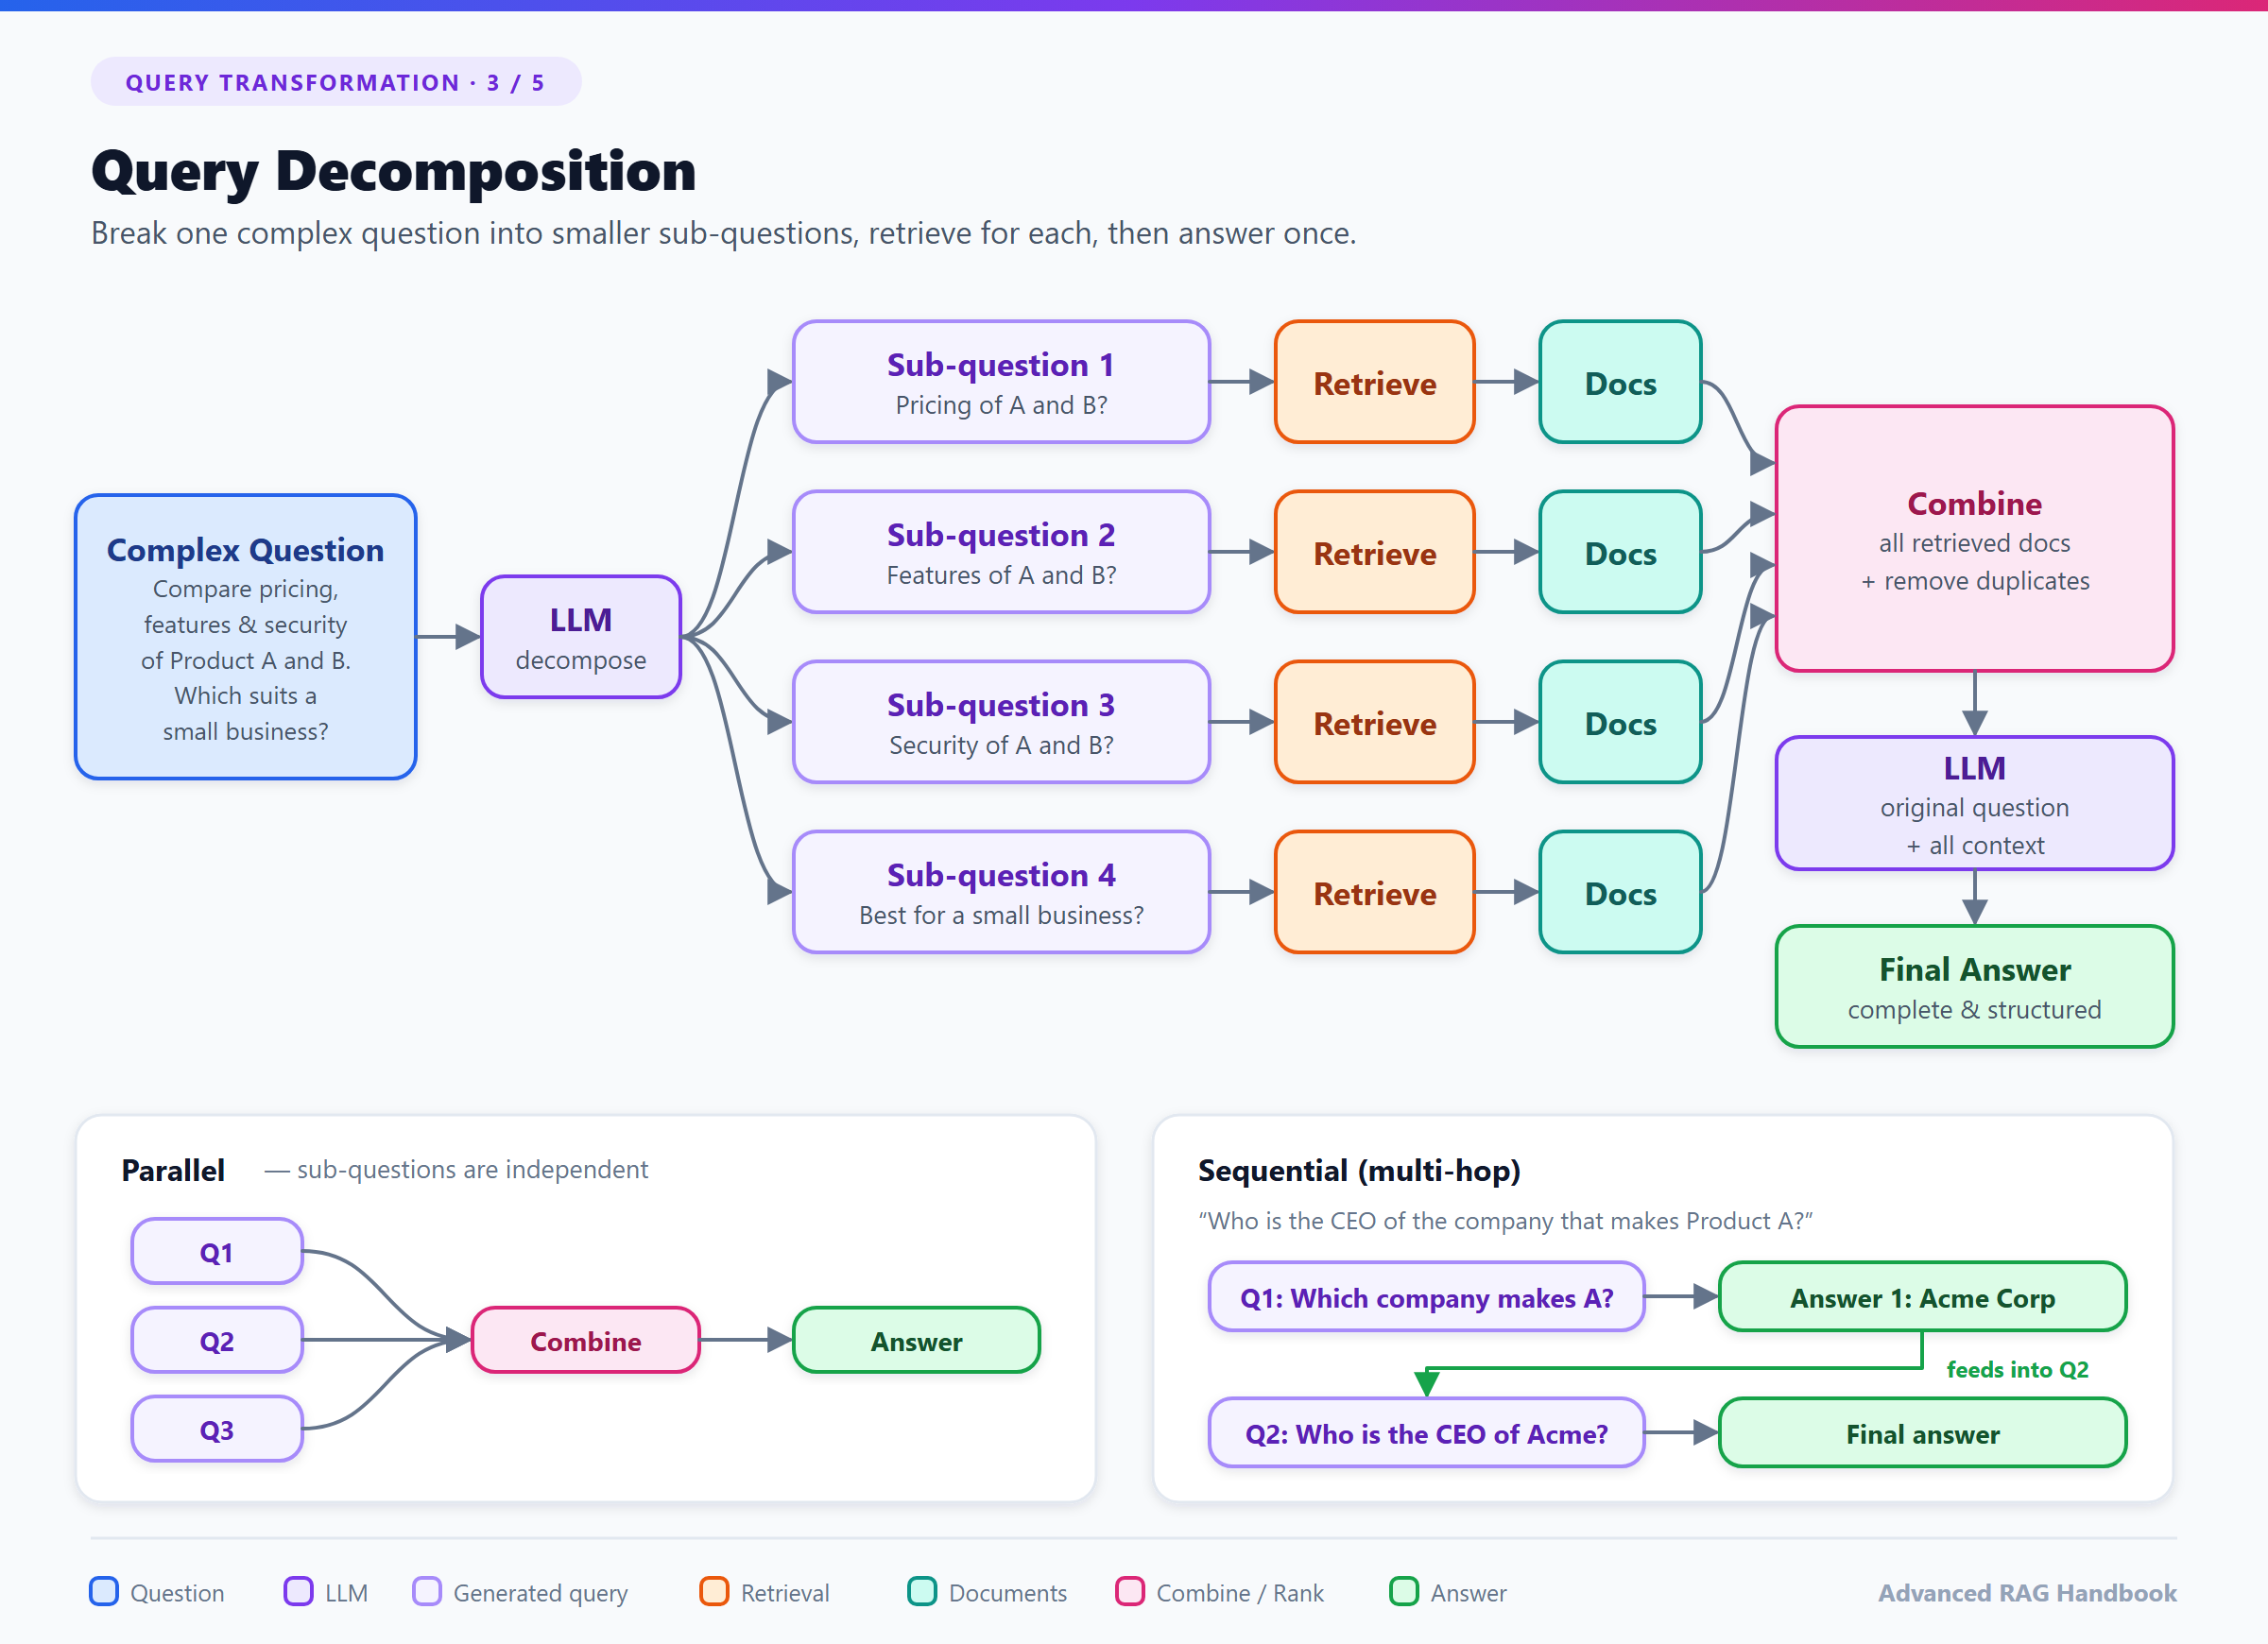 QUERY TRANSFORMATION · 3 / 5
Query Decomposition
Break one complex question into smaller sub-questions, retrieve for each, then answer once.
Complex Question
Compare pricing,
features & security
of Product A and B.
Which suits a
small business?
LLM
decompose
Sub-question 1
Pricing of A and B?
Retrieve
Docs
Sub-question 2
Features of A and B?
Retrieve
Docs
Sub-question 3
Security of A and B?
Retrieve
Docs
Sub-question 4
Best for a small business?
Retrieve
Docs
Combine
all retrieved docs
+ remove duplicates
LLM
original question
+ all context
Final Answer
complete & structured
Parallel — sub-questions are independent
Q1
Q2
Q3
Combine
Answer
Sequential (multi-hop)
“Who is the CEO of the company that makes Product A?”
Q1: Which company makes A?
Answer 1: Acme Corp
feeds into Q2
Q2: Who is the CEO of Acme?
Final answer
Question
LLM
Generated query
Retrieval
Documents
Combine / Rank
Answer
Advanced RAG Handbook